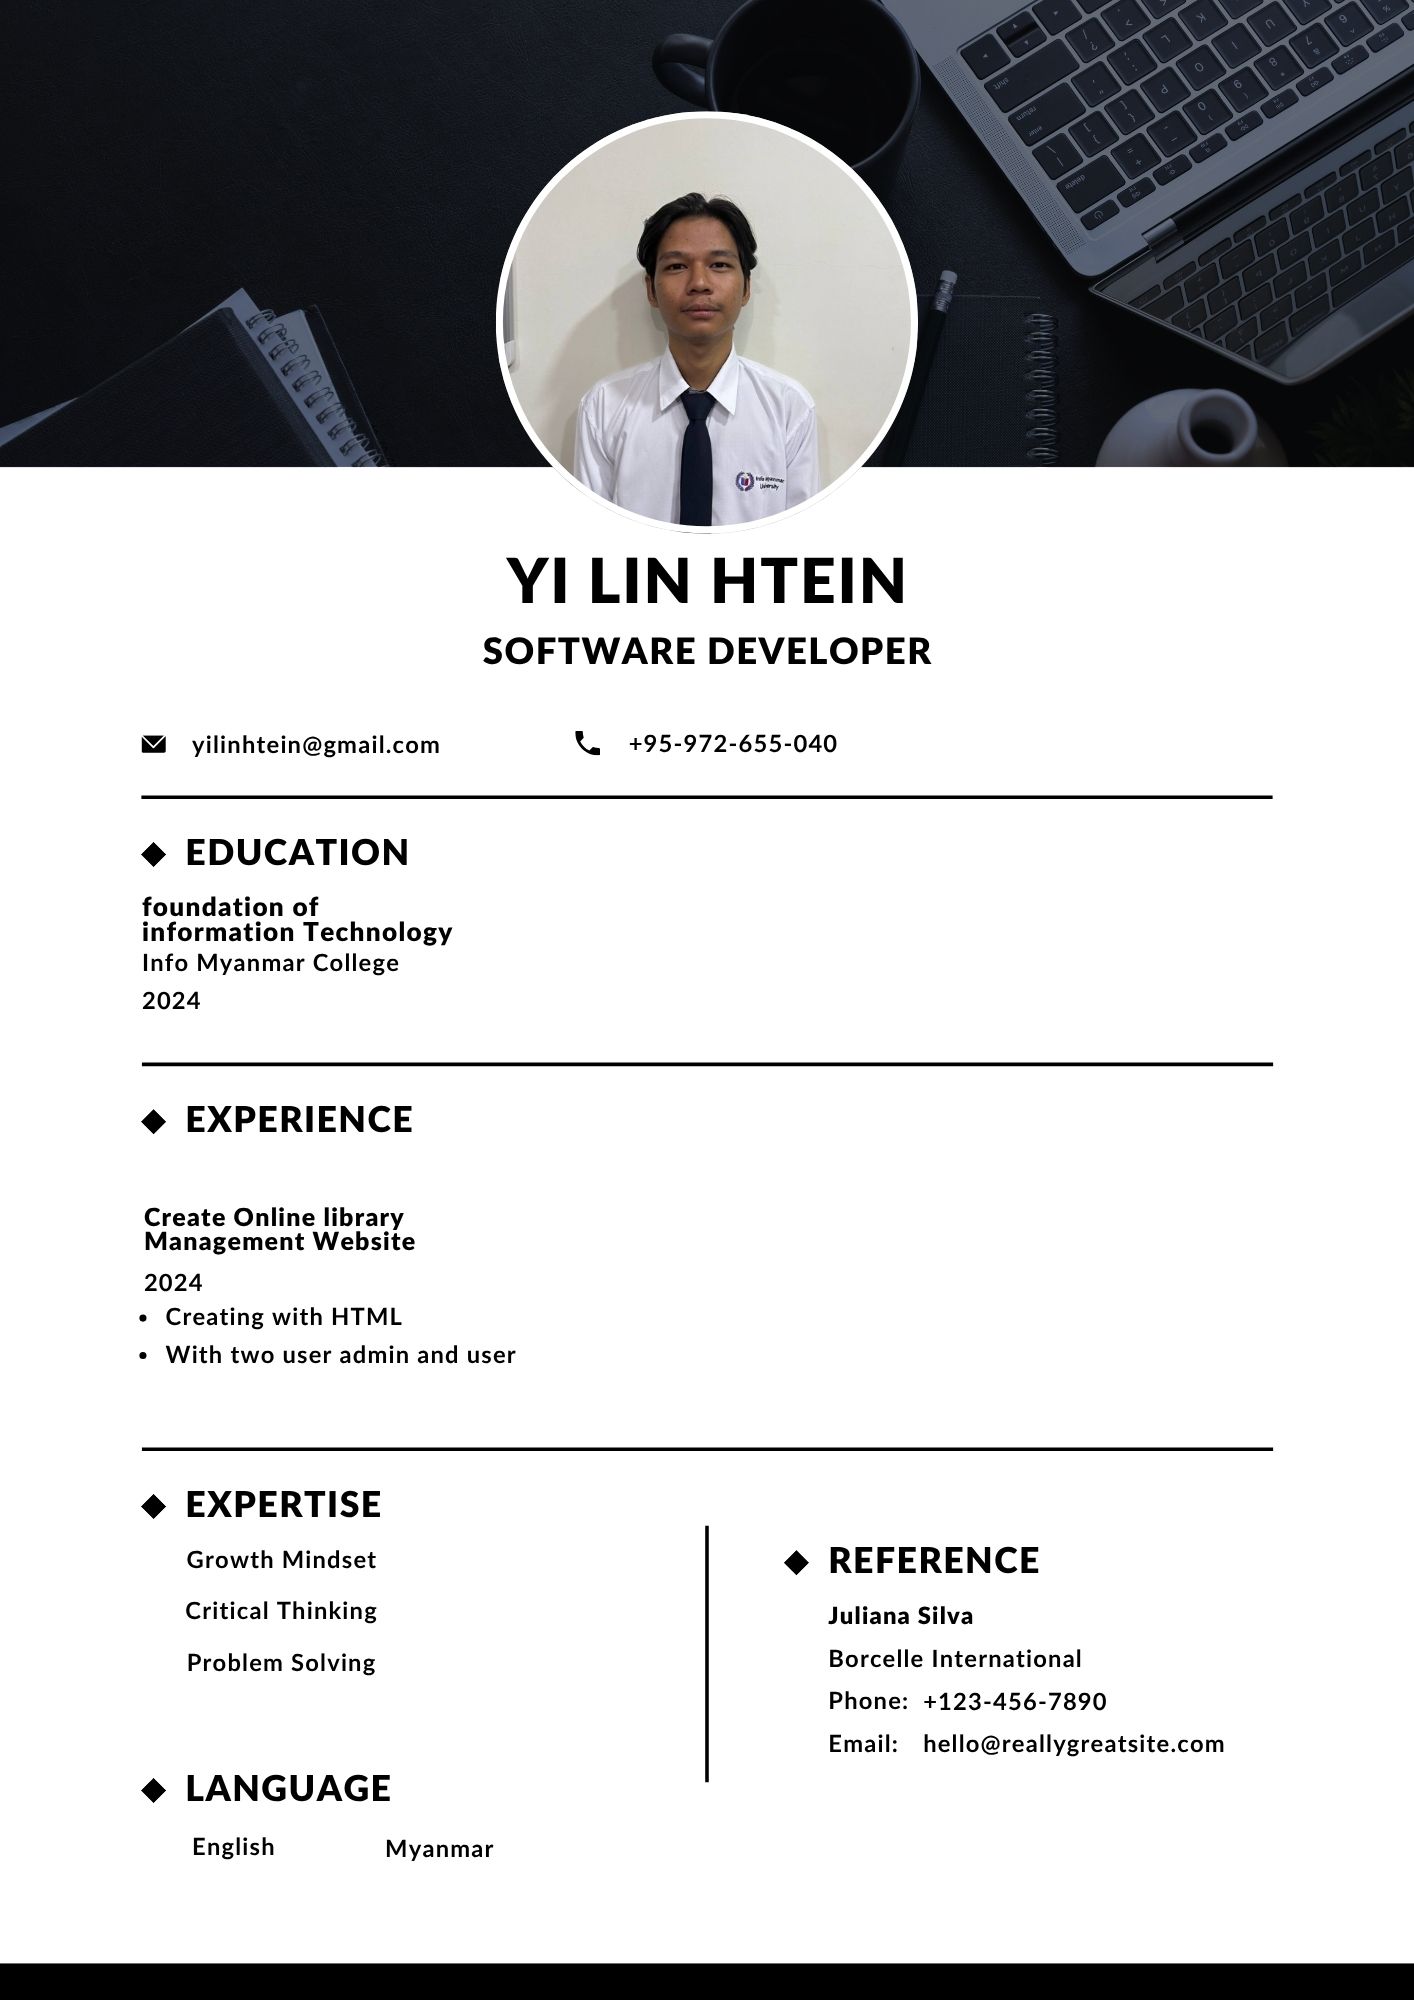 YI LIN HTEIN
SOFTWARE DEVELOPER
yilinhtein@gmail.com
+95-972-655-040
EDUCATION
foundation of
information Technology
Info Myanmar College
2024
EXPERIENCE
Create Online library
Management Website
2024
• Creating with HTML
• With two user admin and user
EXPERTISE
Growth Mindset
Critical Thinking
Problem Solving
LANGUAGE
English
Myanmar
REFERENCE
Juliana Silva
Borcelle International
Phone: +123-456-7890
Email: hello@reallygreatsite.com
Info Myanmar
University